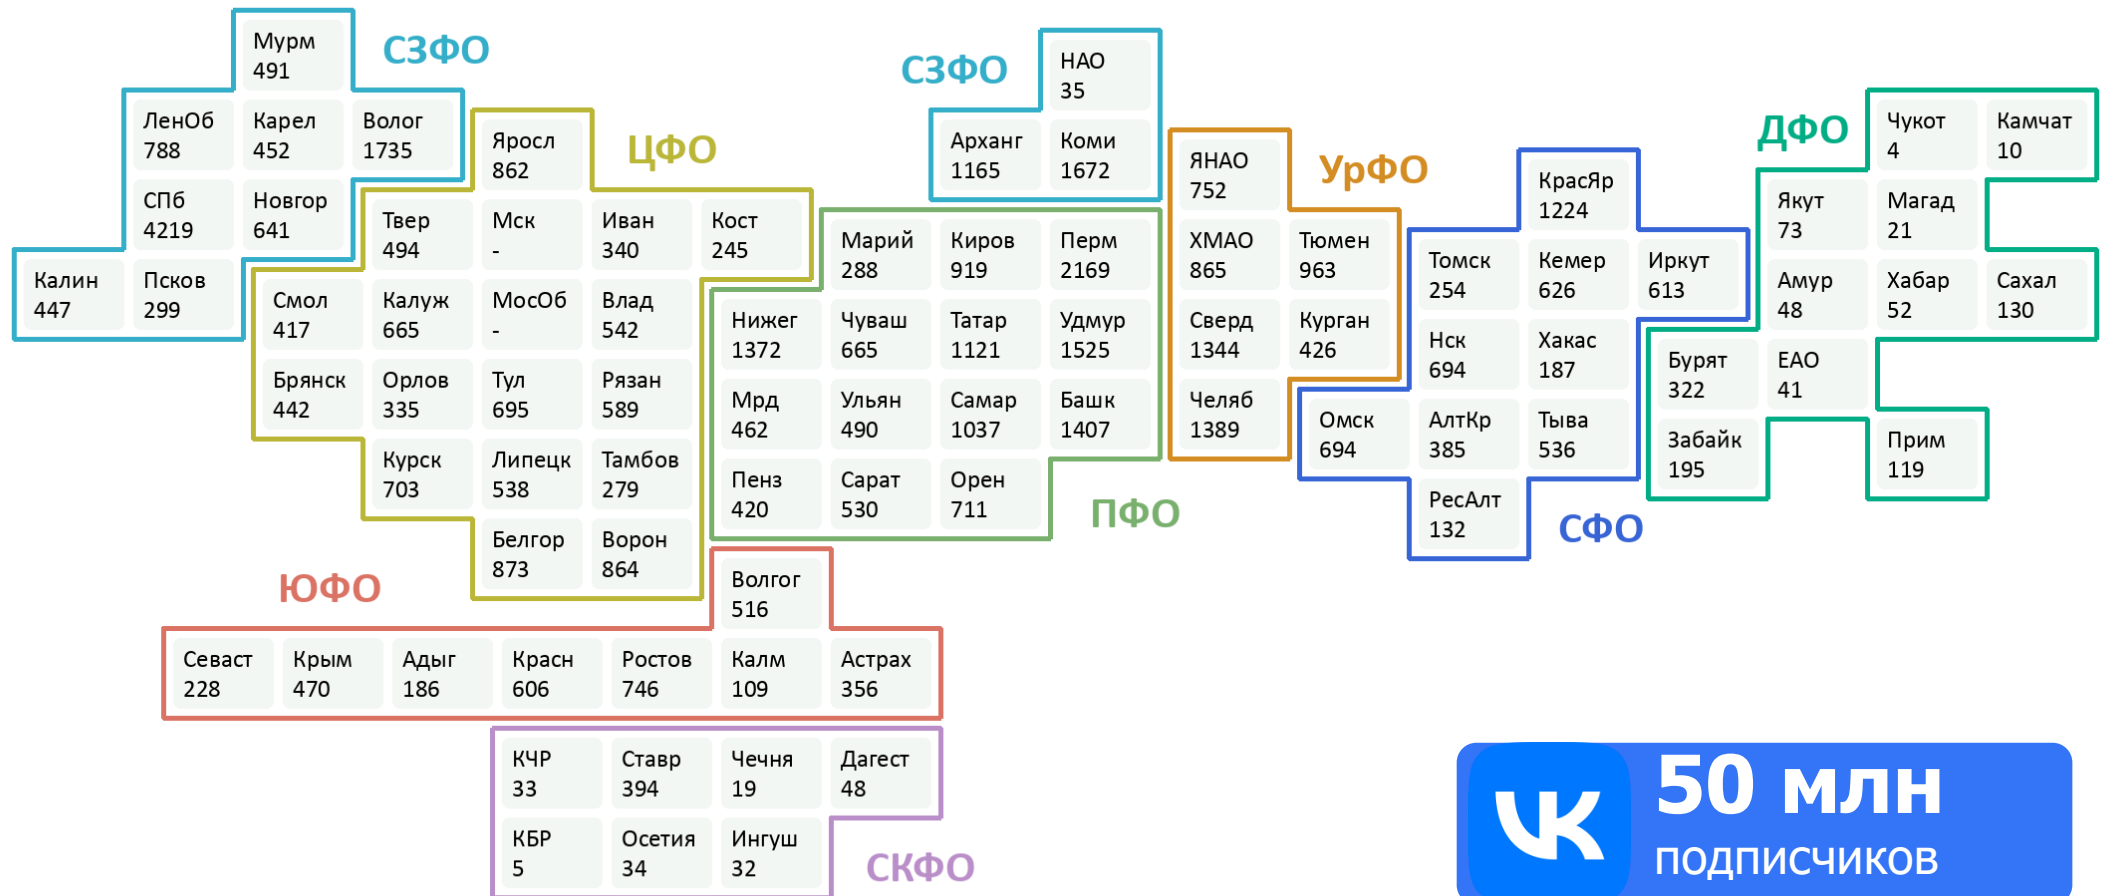 Мурм
491
СЗФО
ЛенОб
788
Карел
452
Волог
1735
СПб
4219
Новгор
641
Калин
447
Псков
299
ЦФО
Яросл
862
Твер
494
Мск
-
Иван
340
Кост
245
Смол
417
Калуж
665
МосОб
-
Влад
542
Брянск
442
Орлов
335
Тул
695
Рязан
589
Курск
703
Липецк
538
Тамбов
279
Белгор
873
Ворон
864
СЗФО
НАО
35
Арханг
1165
Коми
1672
Марий
288
Киров
919
Перм
2169
Нижег
1372
Чуваш
665
Татар
1121
Удмур
1525
Мрд
462
Ульян
490
Самар
1037
Башк
1407
Пенз
420
Сарат
530
Орен
711
ПФО
УрФО
ЯНАО
752
ХМАО
865
Тюмен
963
Сверд
1344
Курган
426
Челяб
1389
КрасЯр
1224
Томск
254
Кемер
626
Иркут
613
Нск
694
Хакас
187
Омск
694
АлтКр
385
Тыва
536
РесАлт
132
СФО
ДФО
Чукот
4
Камчат
10
Якут
73
Магад
21
Амур
48
Хабар
52
Сахал
130
Бурят
322
ЕАО
41
Забайк
195
Прим
119
ЮФО
Волгог
516
Севаст
228
Крым
470
Адыг
186
Красн
606
Ростов
746
Калм
109
Астрах
356
КЧР
33
Ставр
394
Чечня
19
Дагест
48
КБР
5
Осетия
34
Ингуш
32
СКФО
50 млн
подписчиков